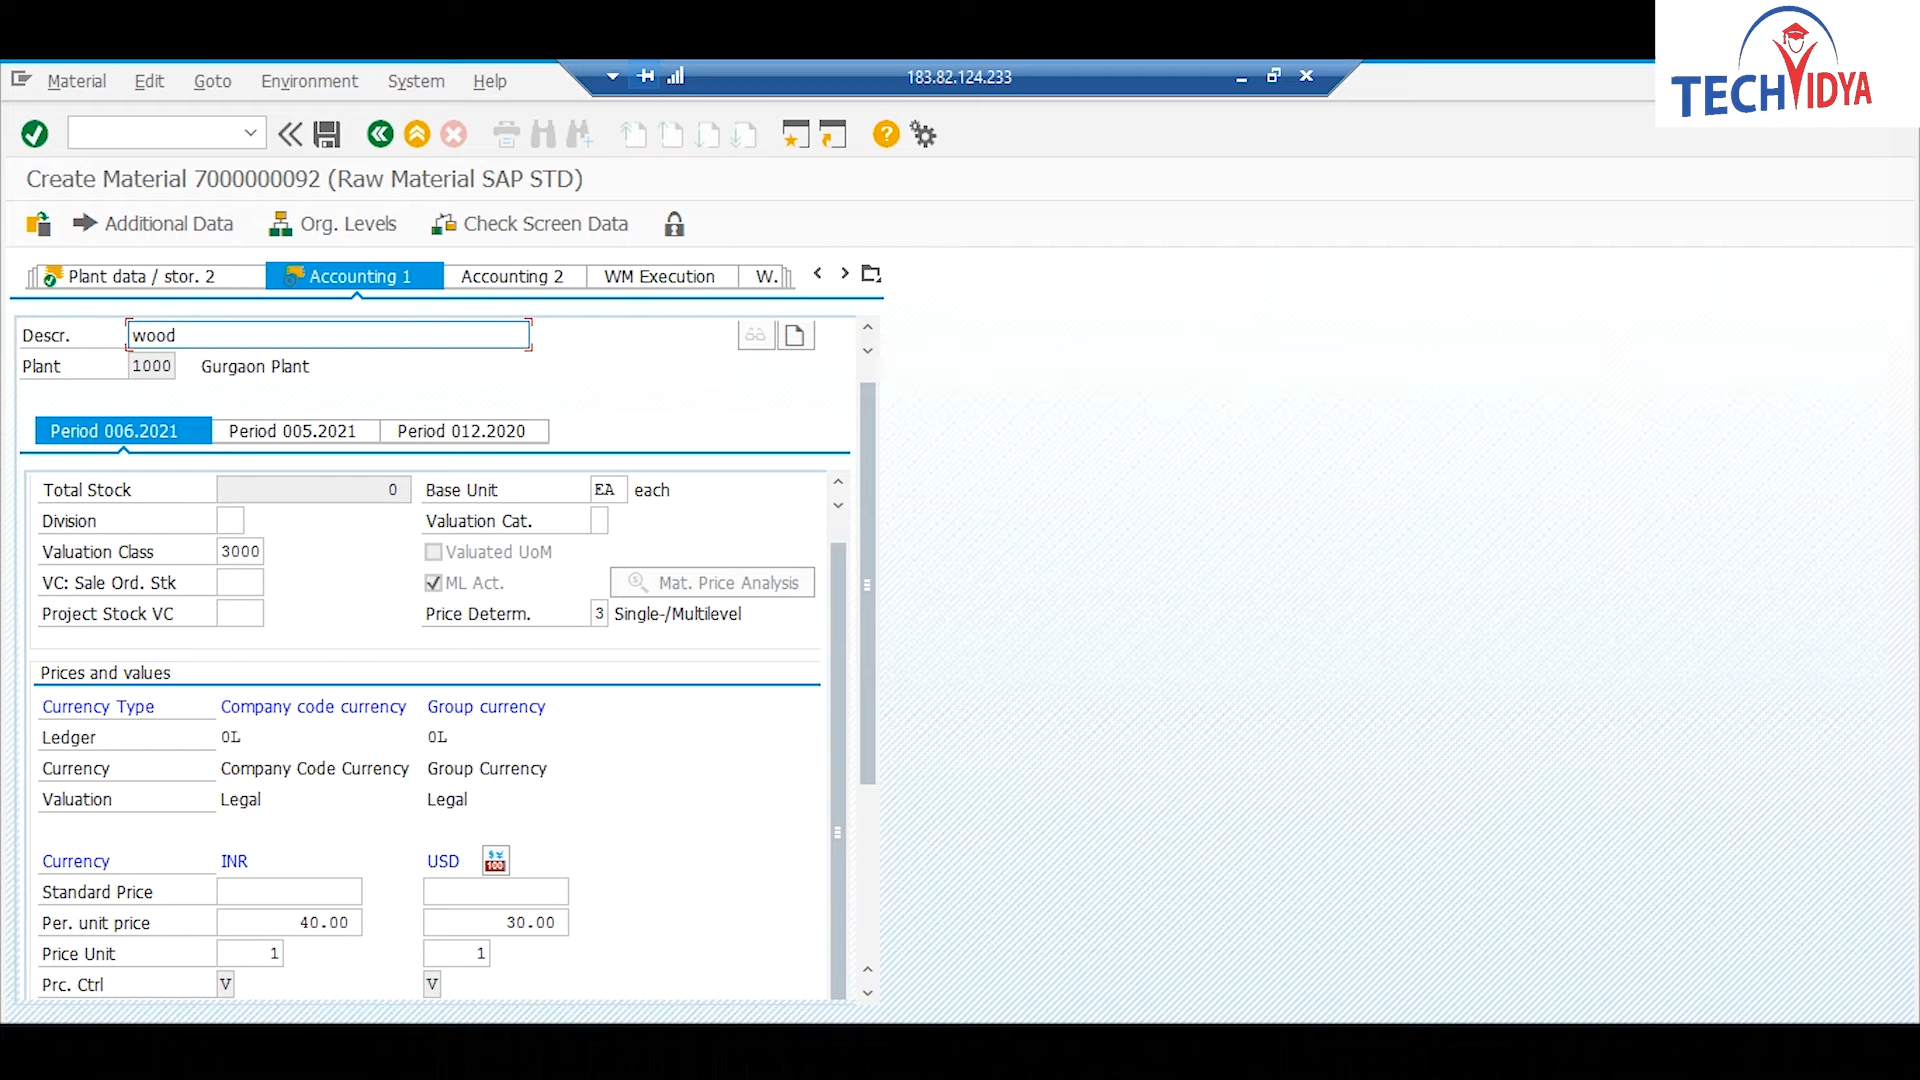 TECHVIDYA
Material Edit Goto Environment System Help 183.82.124.233
Create Material 7000000092 (Raw Material SAP STD)
Additional Data Org. Levels Check Screen Data
Plant data / stor. 2 Accounting 1 Accounting 2 WM Execution W.
Descr. wood
Plant 1000 Gurgaon Plant
Period 006.2021 Period 005.2021 Period 012.2020
Total Stock 0 Base Unit EA each
Division Valuation Cat.
Valuation Class 3000 Valuated UoM
VC: Sale Ord. Stk ML Act. Mat. Price Analysis
Project Stock VC Price Determ. 3 Single-/Multilevel
Prices and values
Currency Type Company code currency Group currency
Ledger 0L 0L
Currency Company Code Currency Group Currency
Valuation Legal Legal
Currency INR USD 100
Standard Price
Per. unit price 40.00 30.00
Price Unit 1 1
Prc. Ctrl V V